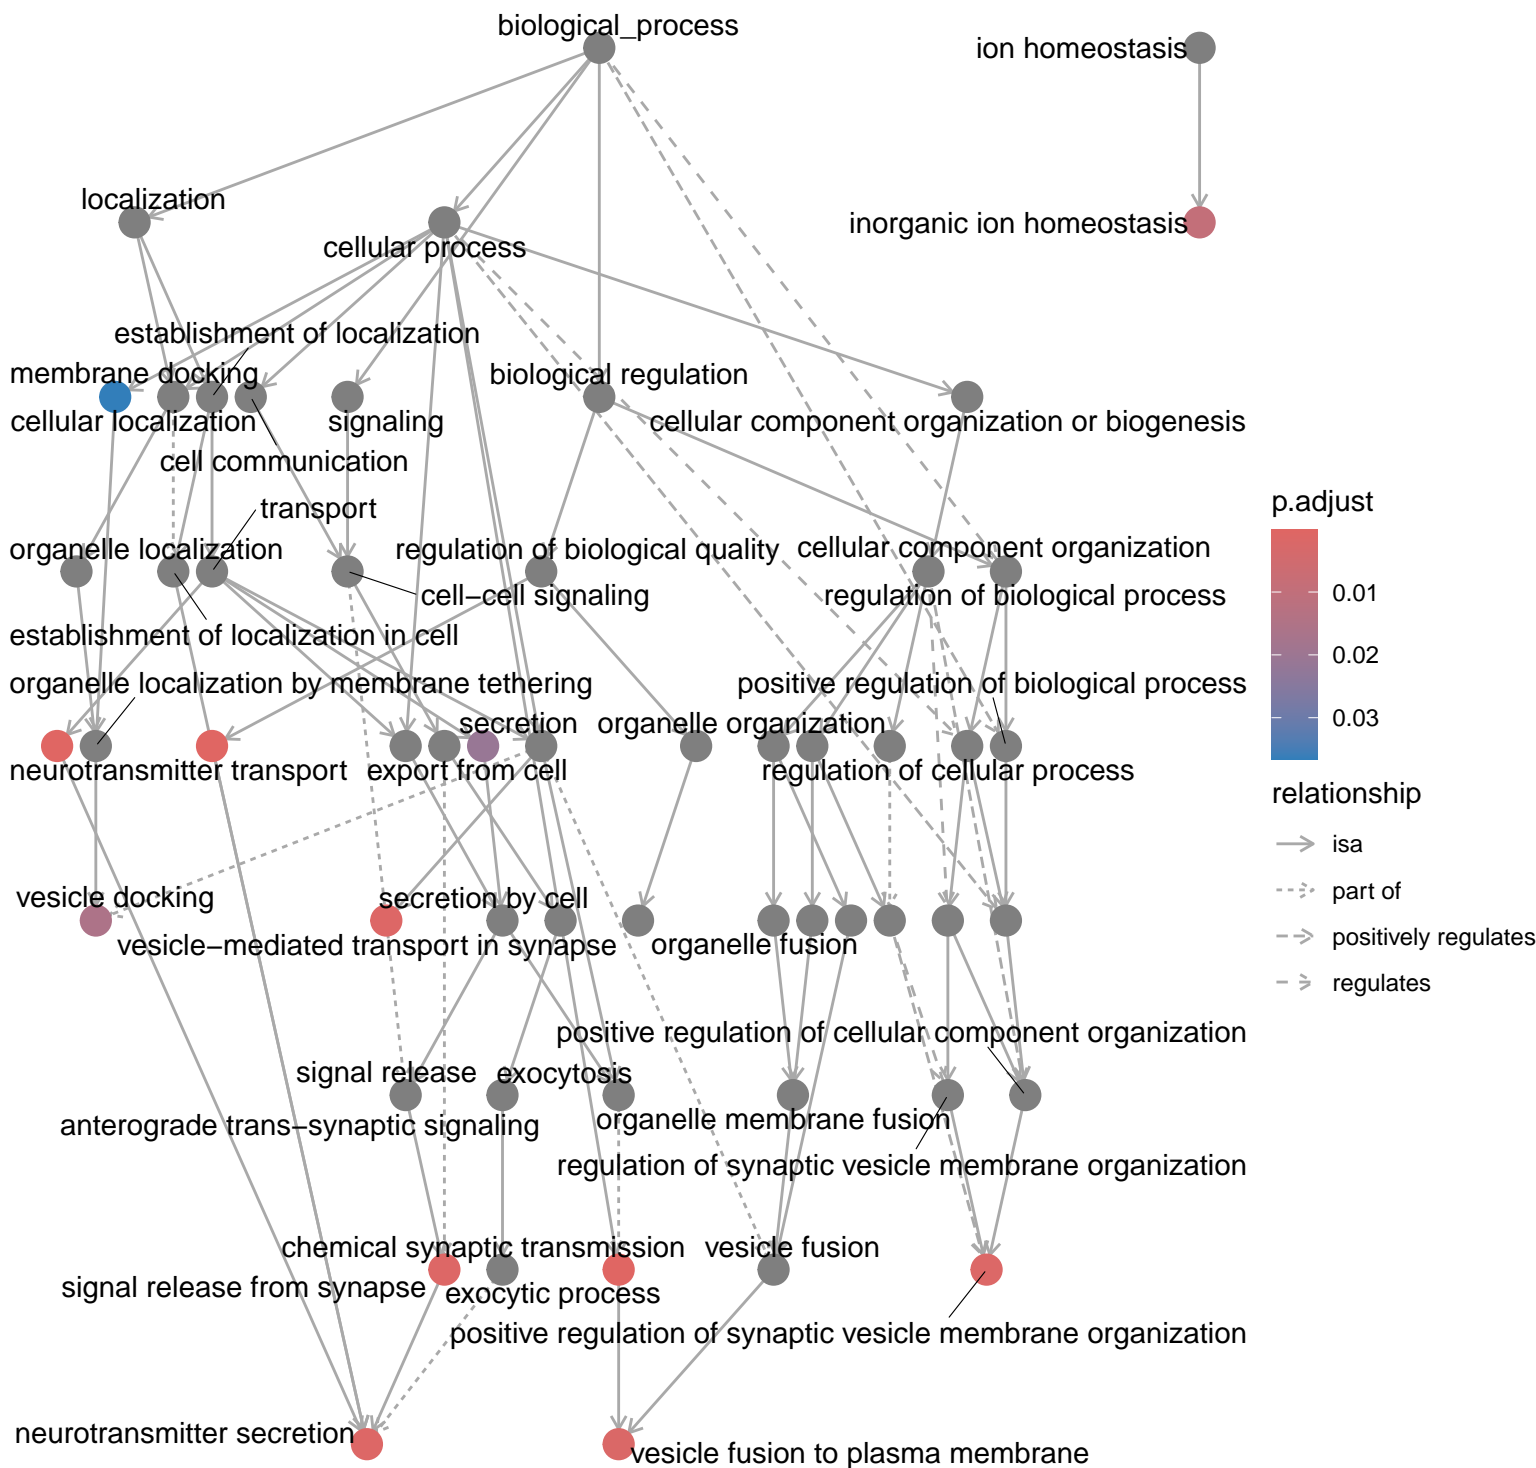 biological_process
ion homeostasis
localization
inorganic ion homeostasis
cellular process
establishment of localization
membrane docking
biological regulation
cellular localization
signaling
cellular component organization or biogenesis
cell communication
transport
p.adjust
organelle localization
regulation of biological quality
cellular component organization
0.01
cell−cell signaling
regulation of biological process
establishment of localization in cell
0.02
organelle localization by membrane tethering
positive regulation of biological process
0.03
secretion
organelle organization
neurotransmitter transport
export from cell
regulation of cellular process
relationship
isa
part of
positively regulates
regulates
vesicle docking
secretion by cell
vesicle−mediated transport in synapse
organelle fusion
positive regulation of cellular component organization
signal release
exocytosis
anterograde trans−synaptic signaling
organelle membrane fusion
regulation of synaptic vesicle membrane organization
chemical synaptic transmission
vesicle fusion
signal release from synapse
exocytic process
positive regulation of synaptic vesicle membrane organization
neurotransmitter secretion
vesicle fusion to plasma membrane